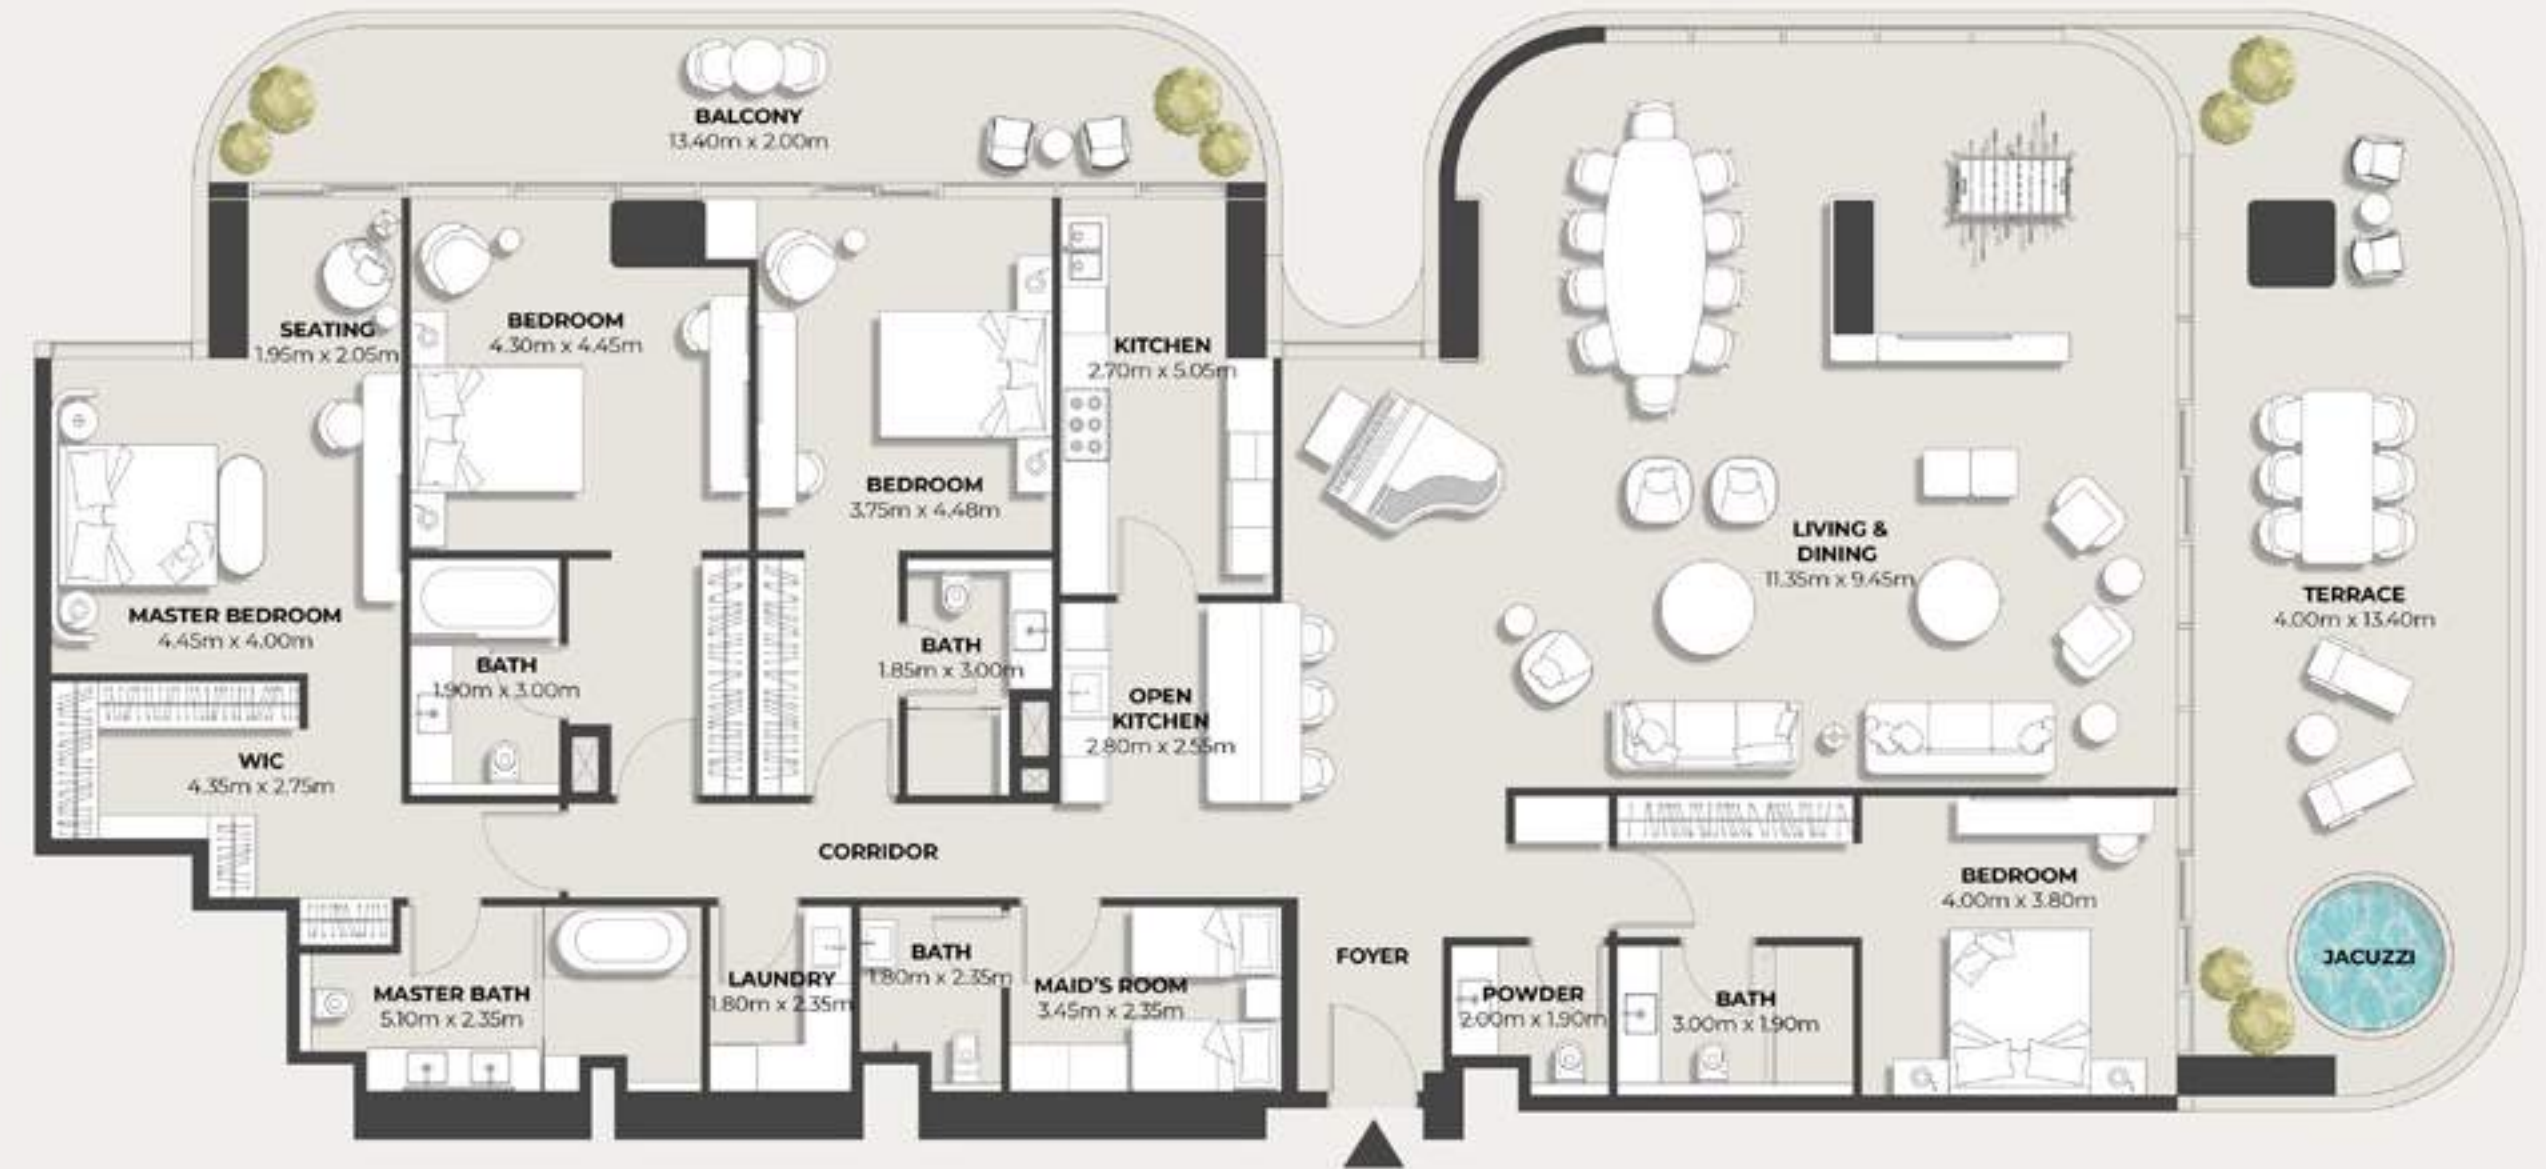 BALCONY
13.40m x 2.00m
SEATING
1.95m x 2.05m
BEDROOM
4.30m x 4.45m
KITCHEN
2.70m x 5.05m
BEDROOM
3.75m x 4.48m
LIVING &
DINING
11.35m x 9.45m
TERRACE
4.00m x 13.40m
MASTER BEDROOM
4.45m x 4.00m
BATH
1.90m x 3.00m
BATH
1.85m x 3.00m
OPEN
KITCHEN
2.80m x 2.55m
WIC
4.35m x 2.75m
CORRIDOR
BEDROOM
4.00m x 3.80m
MASTER BATH
5.10m x 2.35m
LAUNDRY
1.80m x 2.35m
BATH
1.80m x 2.35m
MAID'S ROOM
3.45m x 2.35m
FOYER
POWDER
2.00m x 1.90m
BATH
3.00m x 1.90m
JACUZZI